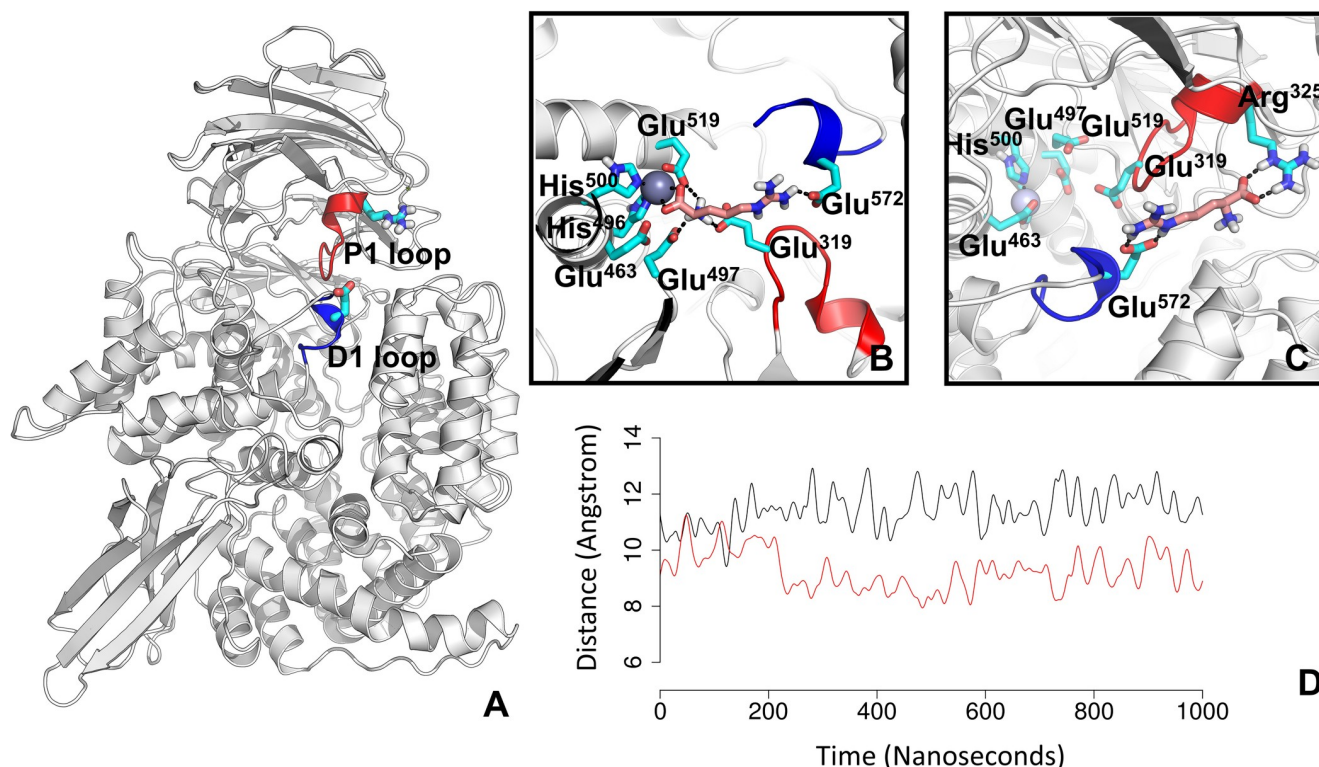 P1 loop
D1 loop
A
Glu519
His500
His496
Glu463
Glu497
Glu319
Glu572
B
Arg325
Glu497
Glu519
His500
Glu319
Glu463
Glu572
C
Distance (Angstrom)
14
12
10
8
6
0 200 400 600 800 1000
Time (Nanoseconds)
D